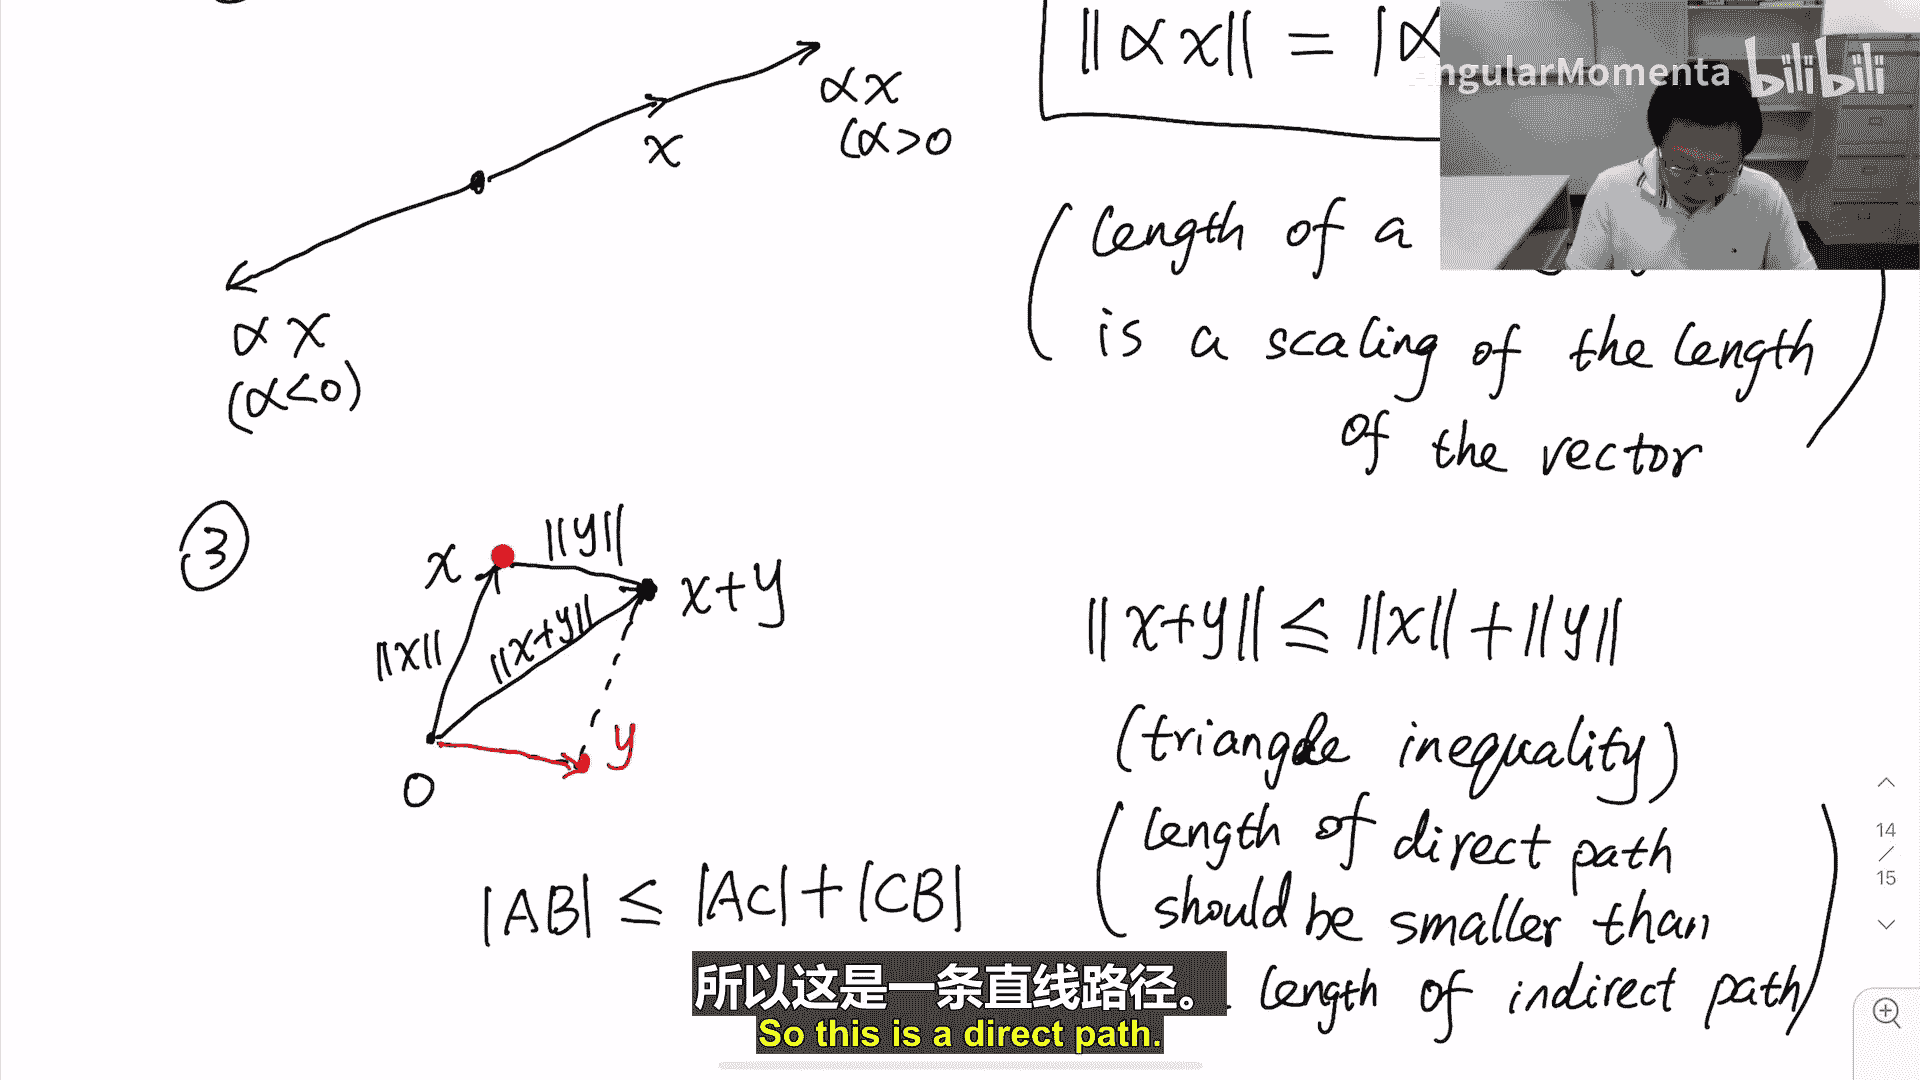 αx
(α>0
x
αx
(α<0)
||αx|| = |α
ngularMomenta bilibili
(length of a
is a scaling of the length
of the vector)
3
x
||y||
x+y
||x||
||x+y||
y
0
||x+y|| ≤ ||x|| + ||y||
(triangle inequality)
(length of direct path
should be smaller than
length of indirect path)
|AB| ≤ |AC| + |CB|
14
/
15
所以这是一条直线路径。
So this is a direct path.